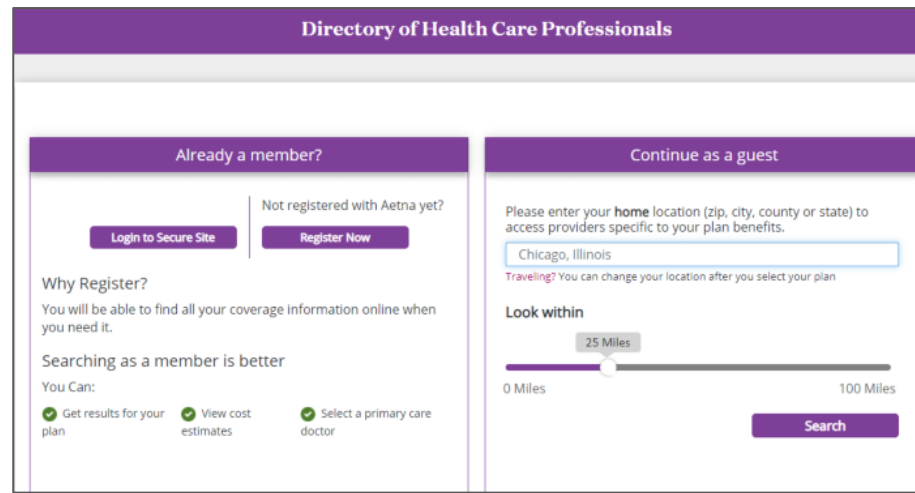 Directory of Health Care Professionals
Already a member?
Not registered with Aetna yet?
Login to Secure Site
Register Now
Why Register?
You will be able to find all your coverage information online when
you need it.
Searching as a member is better
You Can:
Get results for your
plan
View cost
estimates
Select a primary care
doctor
Continue as a guest
Please enter your home location (zip, city, county or state) to
access providers specific to your plan benefits.
Chicago, Illinois
Traveling? You can change your location after you select your plan
Look within
25 Miles
0 Miles
100 Miles
Search